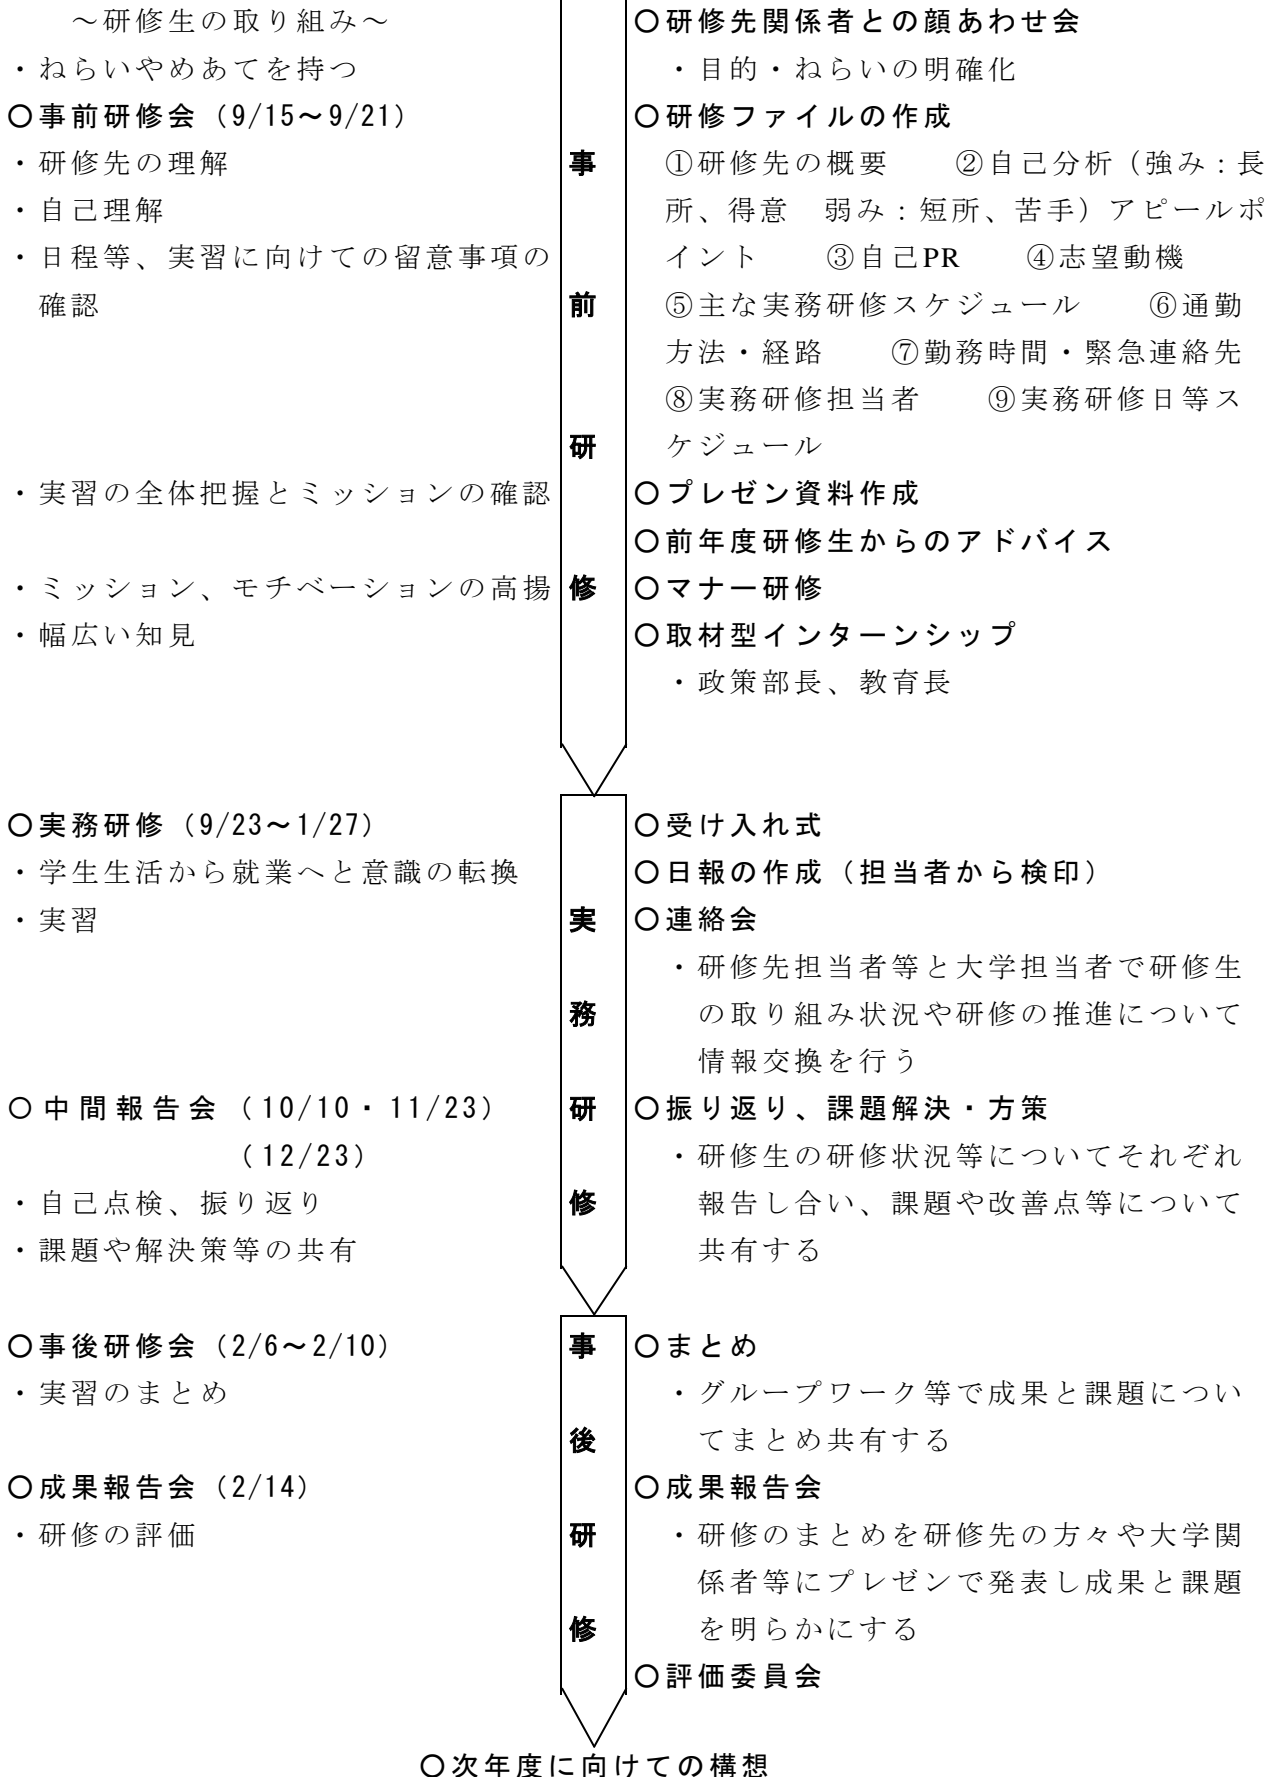 ～研修生の取り組み～
・ねらいやめあてを持つ
〇事前研修会（9/15～9/21）
・研修先の理解
・自己理解
・日程等、実習に向けての留意事項の
確認
・実習の全体把握とミッションの確認
・ミッション、モチベーションの高揚
・幅広い知見
事
前
研
修
〇研修先関係者との顔あわせ会
・目的・ねらいの明確化
〇研修ファイルの作成
①研修先の概要　②自己分析（強み：長
所、得意　弱み：短所、苦手）アピールポ
イント　③自己PR　④志望動機
⑤主な実務研修スケジュール　⑥通勤
方法・経路　⑦勤務時間・緊急連絡先
⑧実務研修担当者　⑨実務研修日等ス
ケジュール
〇プレゼン資料作成
〇前年度研修生からのアドバイス
〇マナー研修
〇取材型インターンシップ
・政策部長、教育長
〇実務研修（9/23～1/27）
・学生生活から就業へと意識の転換
・実習
〇中間報告会（10/10・11/23）
（12/23）
・自己点検、振り返り
・課題や解決策等の共有
実
務
研
修
〇受け入れ式
〇日報の作成（担当者から検印）
〇連絡会
・研修先担当者等と大学担当者で研修生
の取り組み状況や研修の推進について
情報交換を行う
〇振り返り、課題解決・方策
・研修生の研修状況等についてそれぞれ
報告し合い、課題や改善点等について
共有する
〇事後研修会（2/6～2/10）
・実習のまとめ
〇成果報告会（2/14）
・研修の評価
事
後
研
修
〇まとめ
・グループワーク等で成果と課題につい
てまとめ共有する
〇成果報告会
・研修のまとめを研修先の方々や大学関
係者等にプレゼンで発表し成果と課題
を明らかにする
〇評価委員会
〇次年度に向けての構想